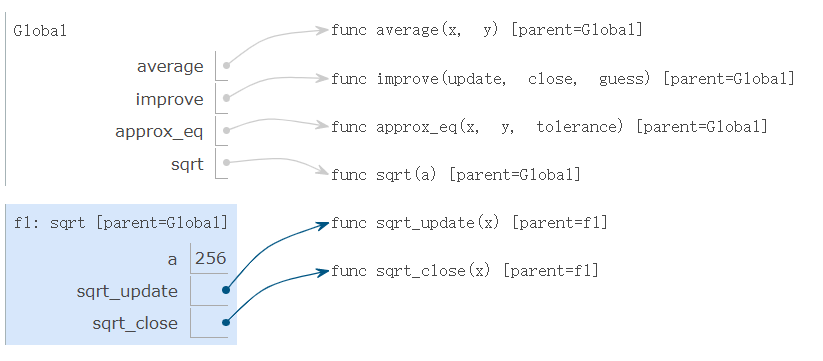 Global
average
improve
approx_eq
sqrt
func average(x, y) [parent=Global]
func improve(update, close, guess) [parent=Global]
func approx_eq(x, y, tolerance) [parent=Global]
func sqrt(a) [parent=Global]
f1: sqrt [parent=Global]
a 256
sqrt_update
sqrt_close
func sqrt_update(x) [parent=f1]
func sqrt_close(x) [parent=f1]